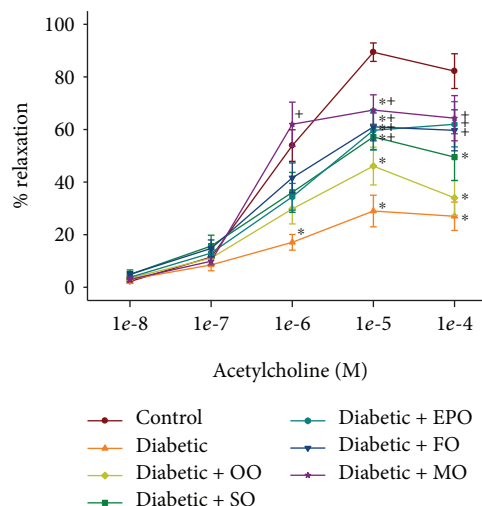 100
80
60
40
20
0
% relaxation
+
*+
*+
*+
*+
*
*
*
+
+
+
*
*
*
1e-8 1e-7 1e-6 1e-5 1e-4
Acetylcholine (M)
Control
Diabetic
Diabetic + OO
Diabetic + SO
Diabetic + EPO
Diabetic + FO
Diabetic + MO